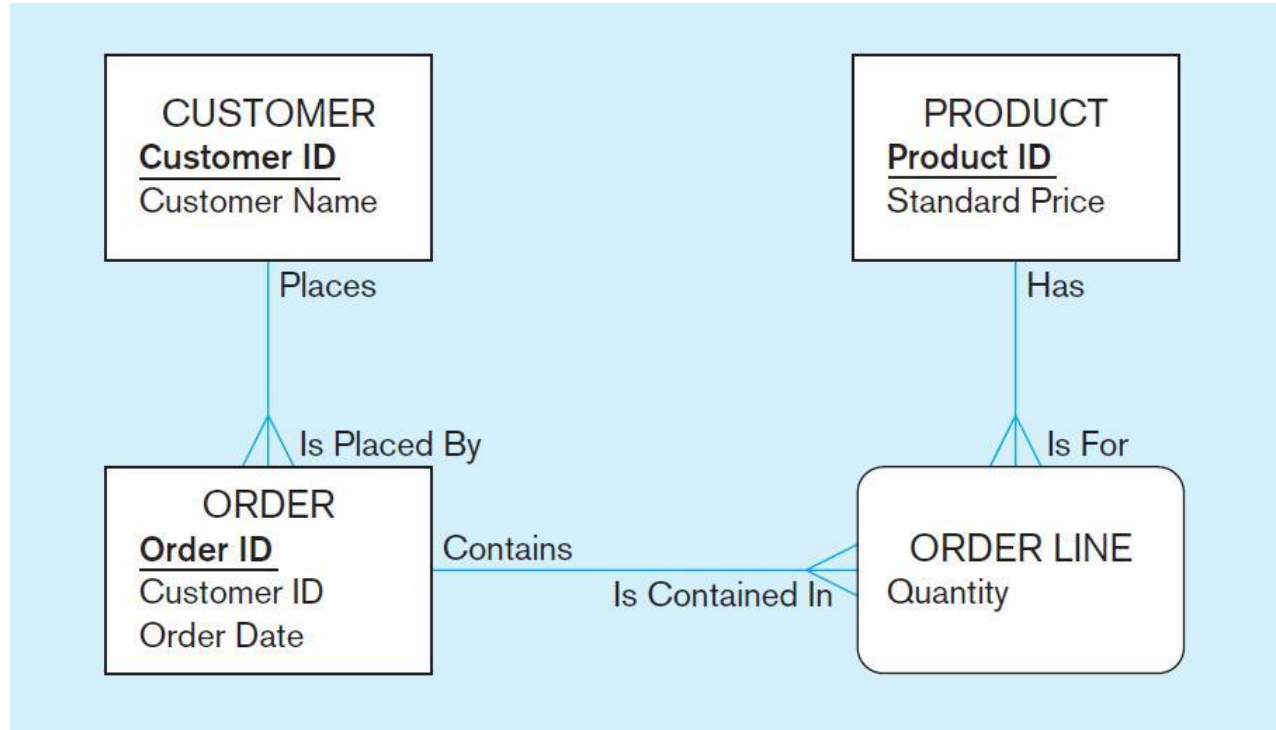 CUSTOMER
Customer ID
Customer Name
PRODUCT
Product ID
Standard Price
Places
Has
Is Placed By
Is For
ORDER
Order ID
Customer ID
Order Date
Contains
Is Contained In
ORDER LINE
Quantity